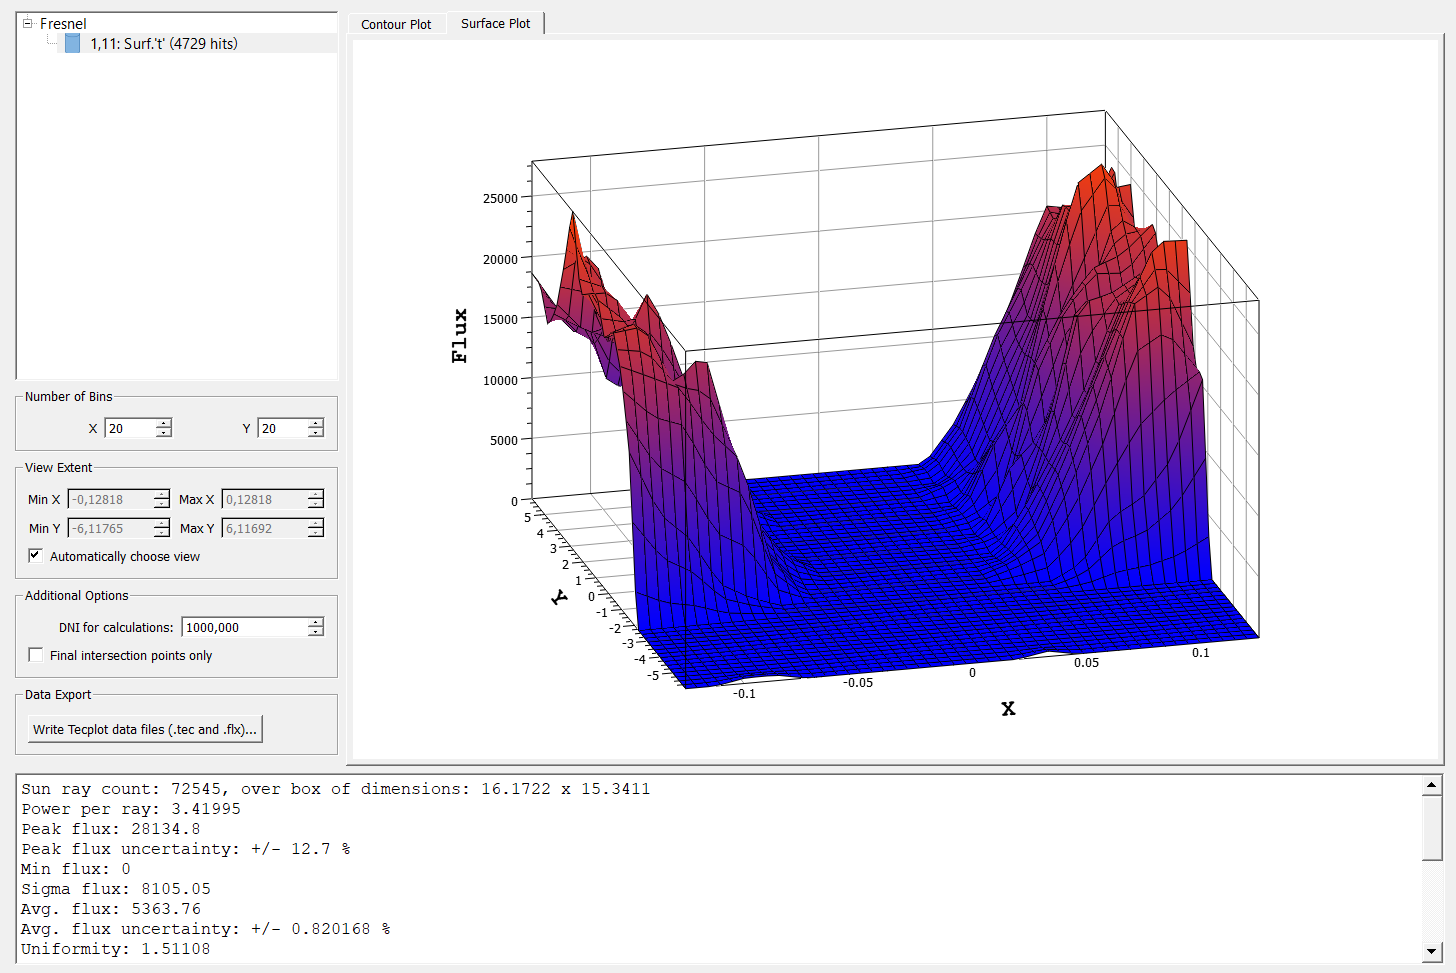 Fresnel
1,11: Surf.'t' (4729 hits)
Number of Bins
X 20 Y 20
View Extent
Min X -0,12818 Max X 0,12818
Min Y -6,11765 Max Y 6,11692
Automatically choose view
Additional Options
DNI for calculations: 1000,000
Final intersection points only
Data Export
Write Tecplot data files (.tec and .flx)...
Contour Plot Surface Plot
Flux
25000
20000
15000
10000
5000
0
Y
5
4
3
2
1
0
-1
-2
-3
-4
-5
-0.1
-0.05
0
0.05
0.1
X
Sun ray count: 72545, over box of dimensions: 16.1722 x 15.3411
Power per ray: 3.41995
Peak flux: 28134.8
Peak flux uncertainty: +/- 12.7 %
Min flux: 0
Sigma flux: 8105.05
Avg. flux: 5363.76
Avg. flux uncertainty: +/- 0.820168 %
Uniformity: 1.51108